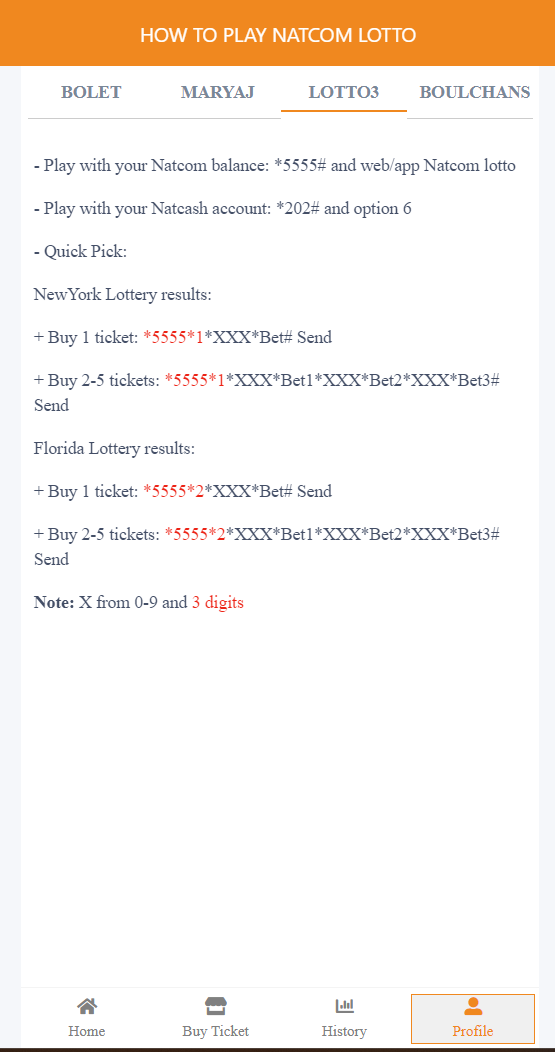 HOW TO PLAY NATCOM LOTTO
BOLET MARYAJ LOTTO3 BOULCHANS
- Play with your Natcom balance: *5555# and web/app Natcom lotto
- Play with your Natcash account: *202# and option 6
- Quick Pick:
NewYork Lottery results:
+ Buy 1 ticket: *5555*1*XXX*Bet# Send
+ Buy 2-5 tickets: *5555*1*XXX*Bet1*XXX*Bet2*XXX*Bet3#
Send
Florida Lottery results:
+ Buy 1 ticket: *5555*2*XXX*Bet# Send
+ Buy 2-5 tickets: *5555*2*XXX*Bet1*XXX*Bet2*XXX*Bet3#
Send
Note: X from 0-9 and 3 digits
Home Buy Ticket History Profile